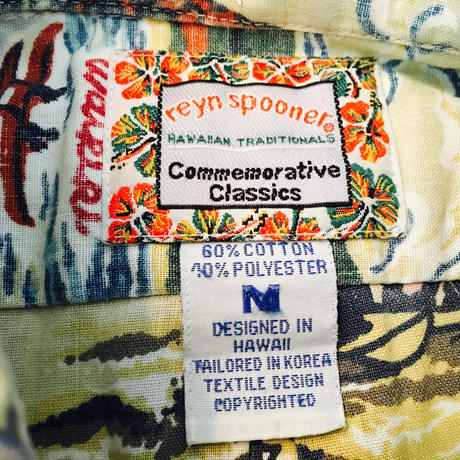 reyn spooner®
HAWAIIAN TRADITIONALS
Commemorative
Classics
60% COTTON
40% POLYESTER
M
DESIGNED IN
HAWAII
TAILORED IN KOREA
TEXTILE DESIGN
COPYRIGHTED